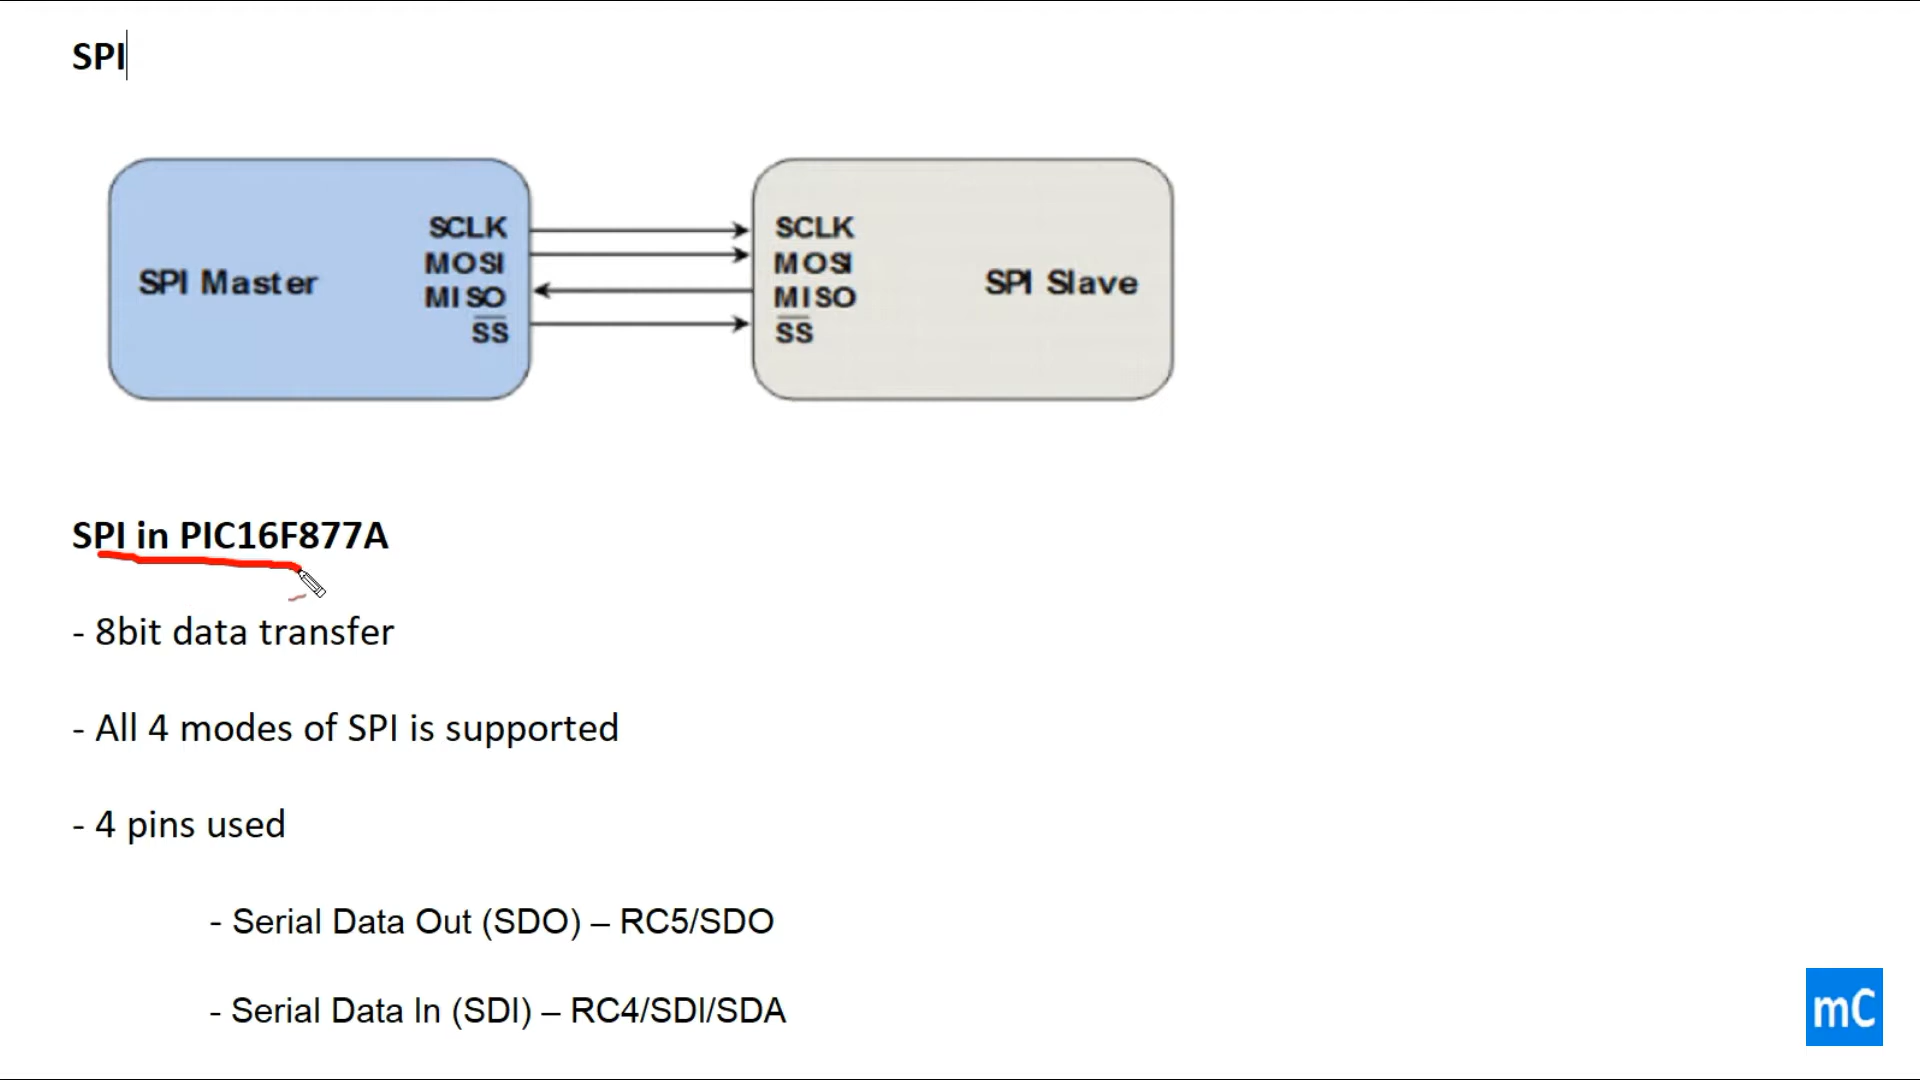 SPI
SCLK
MOSI
SPI Master
MISO
SS
SCLK
MOSI
SPI Slave
MISO
SS
SPI in PIC16F877A
- 8bit data transfer
- All 4 modes of SPI is supported
- 4 pins used
- Serial Data Out (SDO) – RC5/SDO
- Serial Data In (SDI) – RC4/SDI/SDA
mC